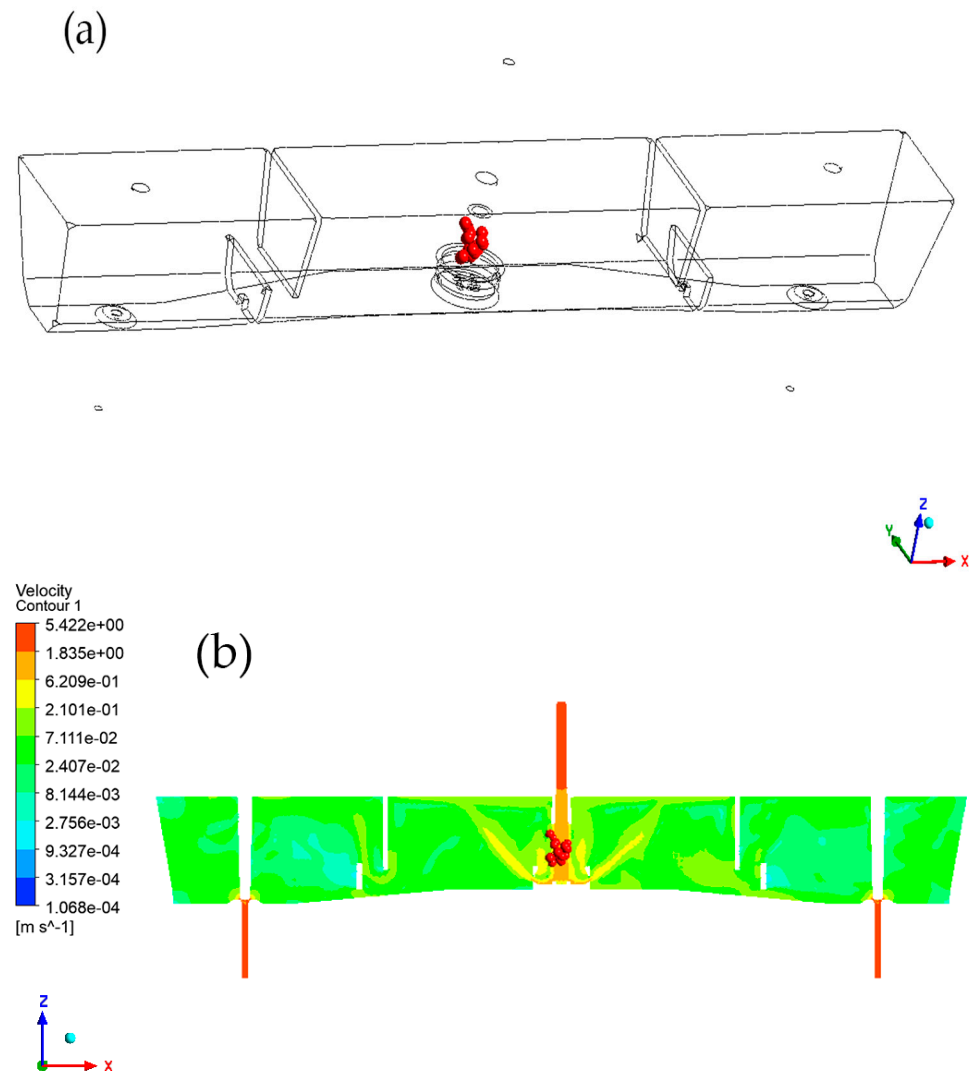 (a)
Z
Y
X
Velocity
Contour 1
5.422e+00
1.835e+00
6.209e-01
2.101e-01
7.111e-02
2.407e-02
8.144e-03
2.756e-03
9.327e-04
3.157e-04
1.068e-04
[m s^-1]
(b)
Z
X